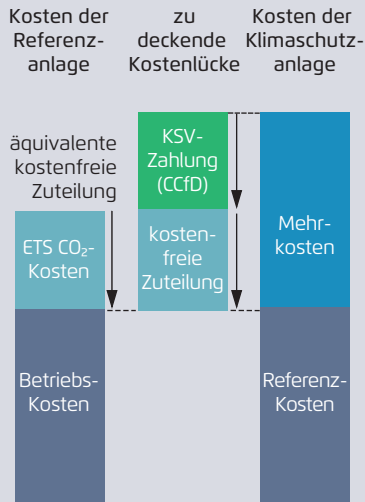 Kosten der
Referenz-
anlage
zu
deckende
Kostenlücke
Kosten der
Klimaschutz-
anlage
äquivalente
kostenfreie
Zuteilung
ETS CO₂-
Kosten
Betriebs-
Kosten
KSV-
Zahlung
(CCfD)
kosten-
freie
Zuteilung
Mehr-
kosten
Referenz-
Kosten